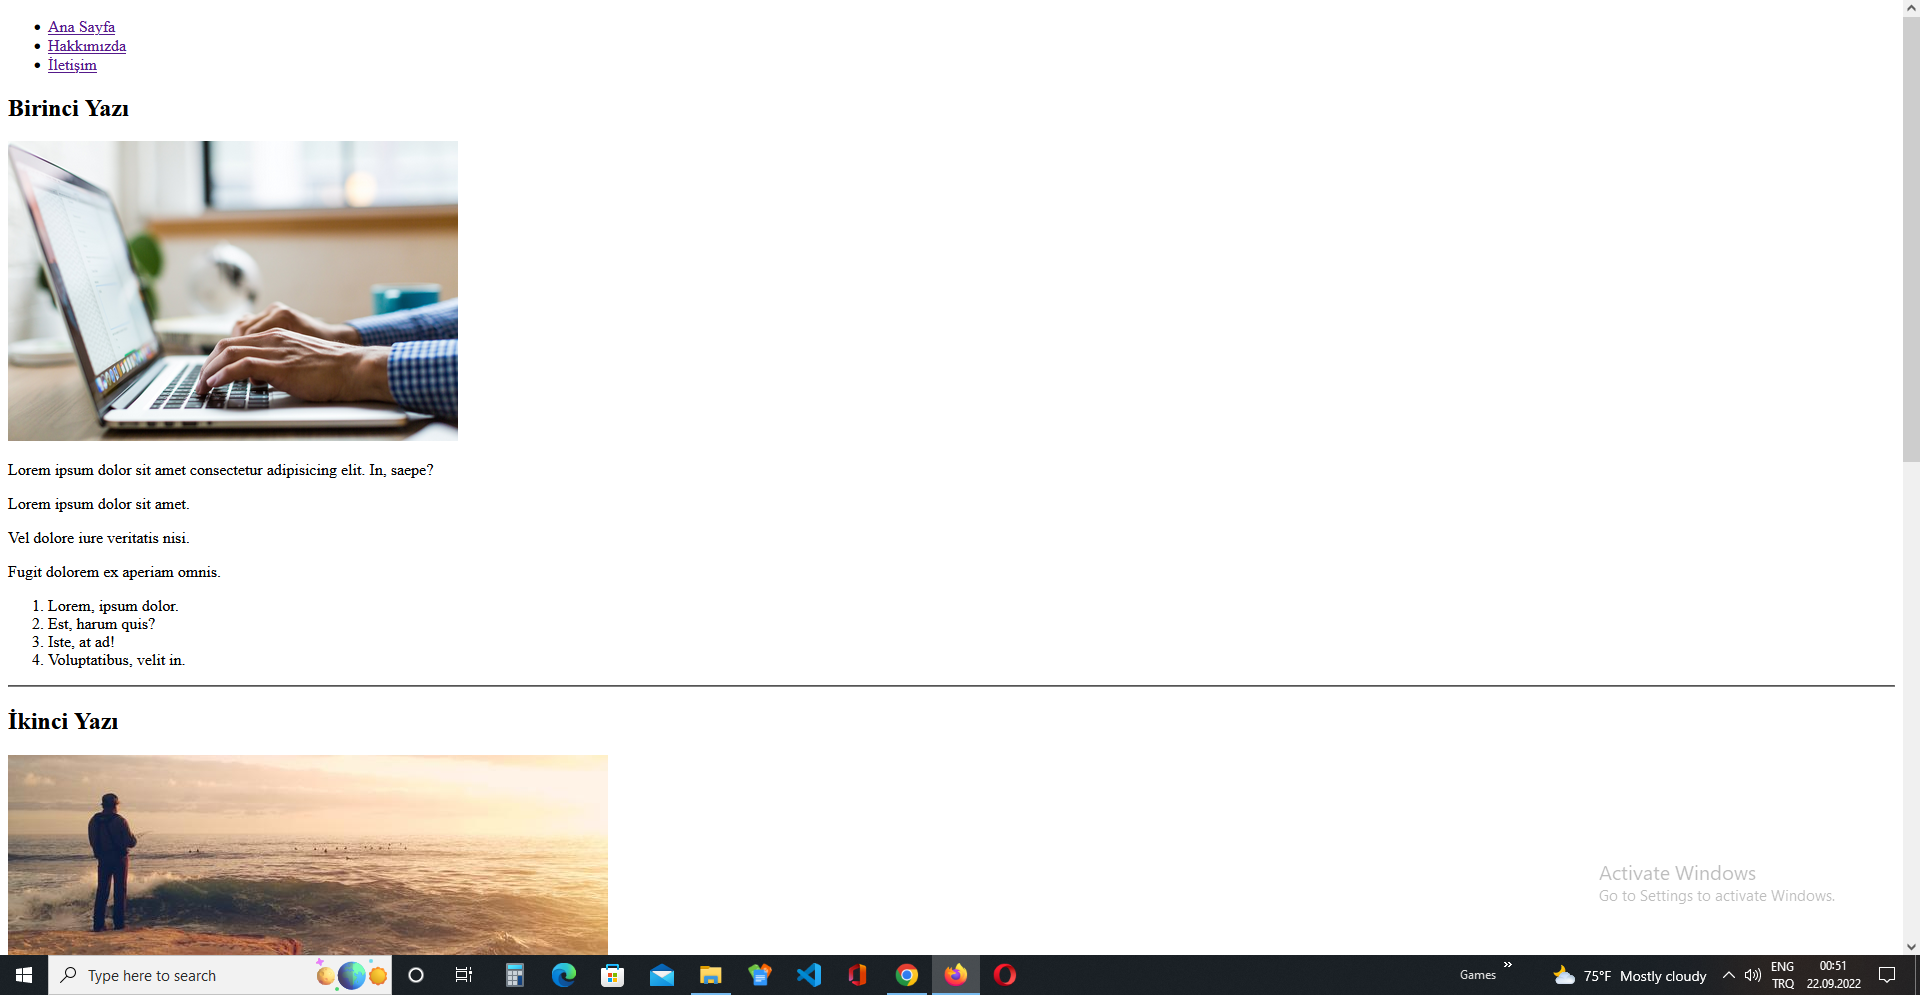 Ana Sayfa
Hakkımızda
İletişim
Birinci Yazı
Lorem ipsum dolor sit amet consectetur adipisicing elit. In, saepe?
Lorem ipsum dolor sit amet.
Vel dolore iure veritatis nisi.
Fugit dolorem ex aperiam omnis.
1. Lorem, ipsum dolor.
2. Est, harum quis?
3. Iste, at ad!
4. Voluptatibus, velit in.
İkinci Yazı
Activate Windows
Go to Settings to activate Windows.
Type here to search
Games
75°F Mostly cloudy
ENG
TRQ
00:51
22.09.2022